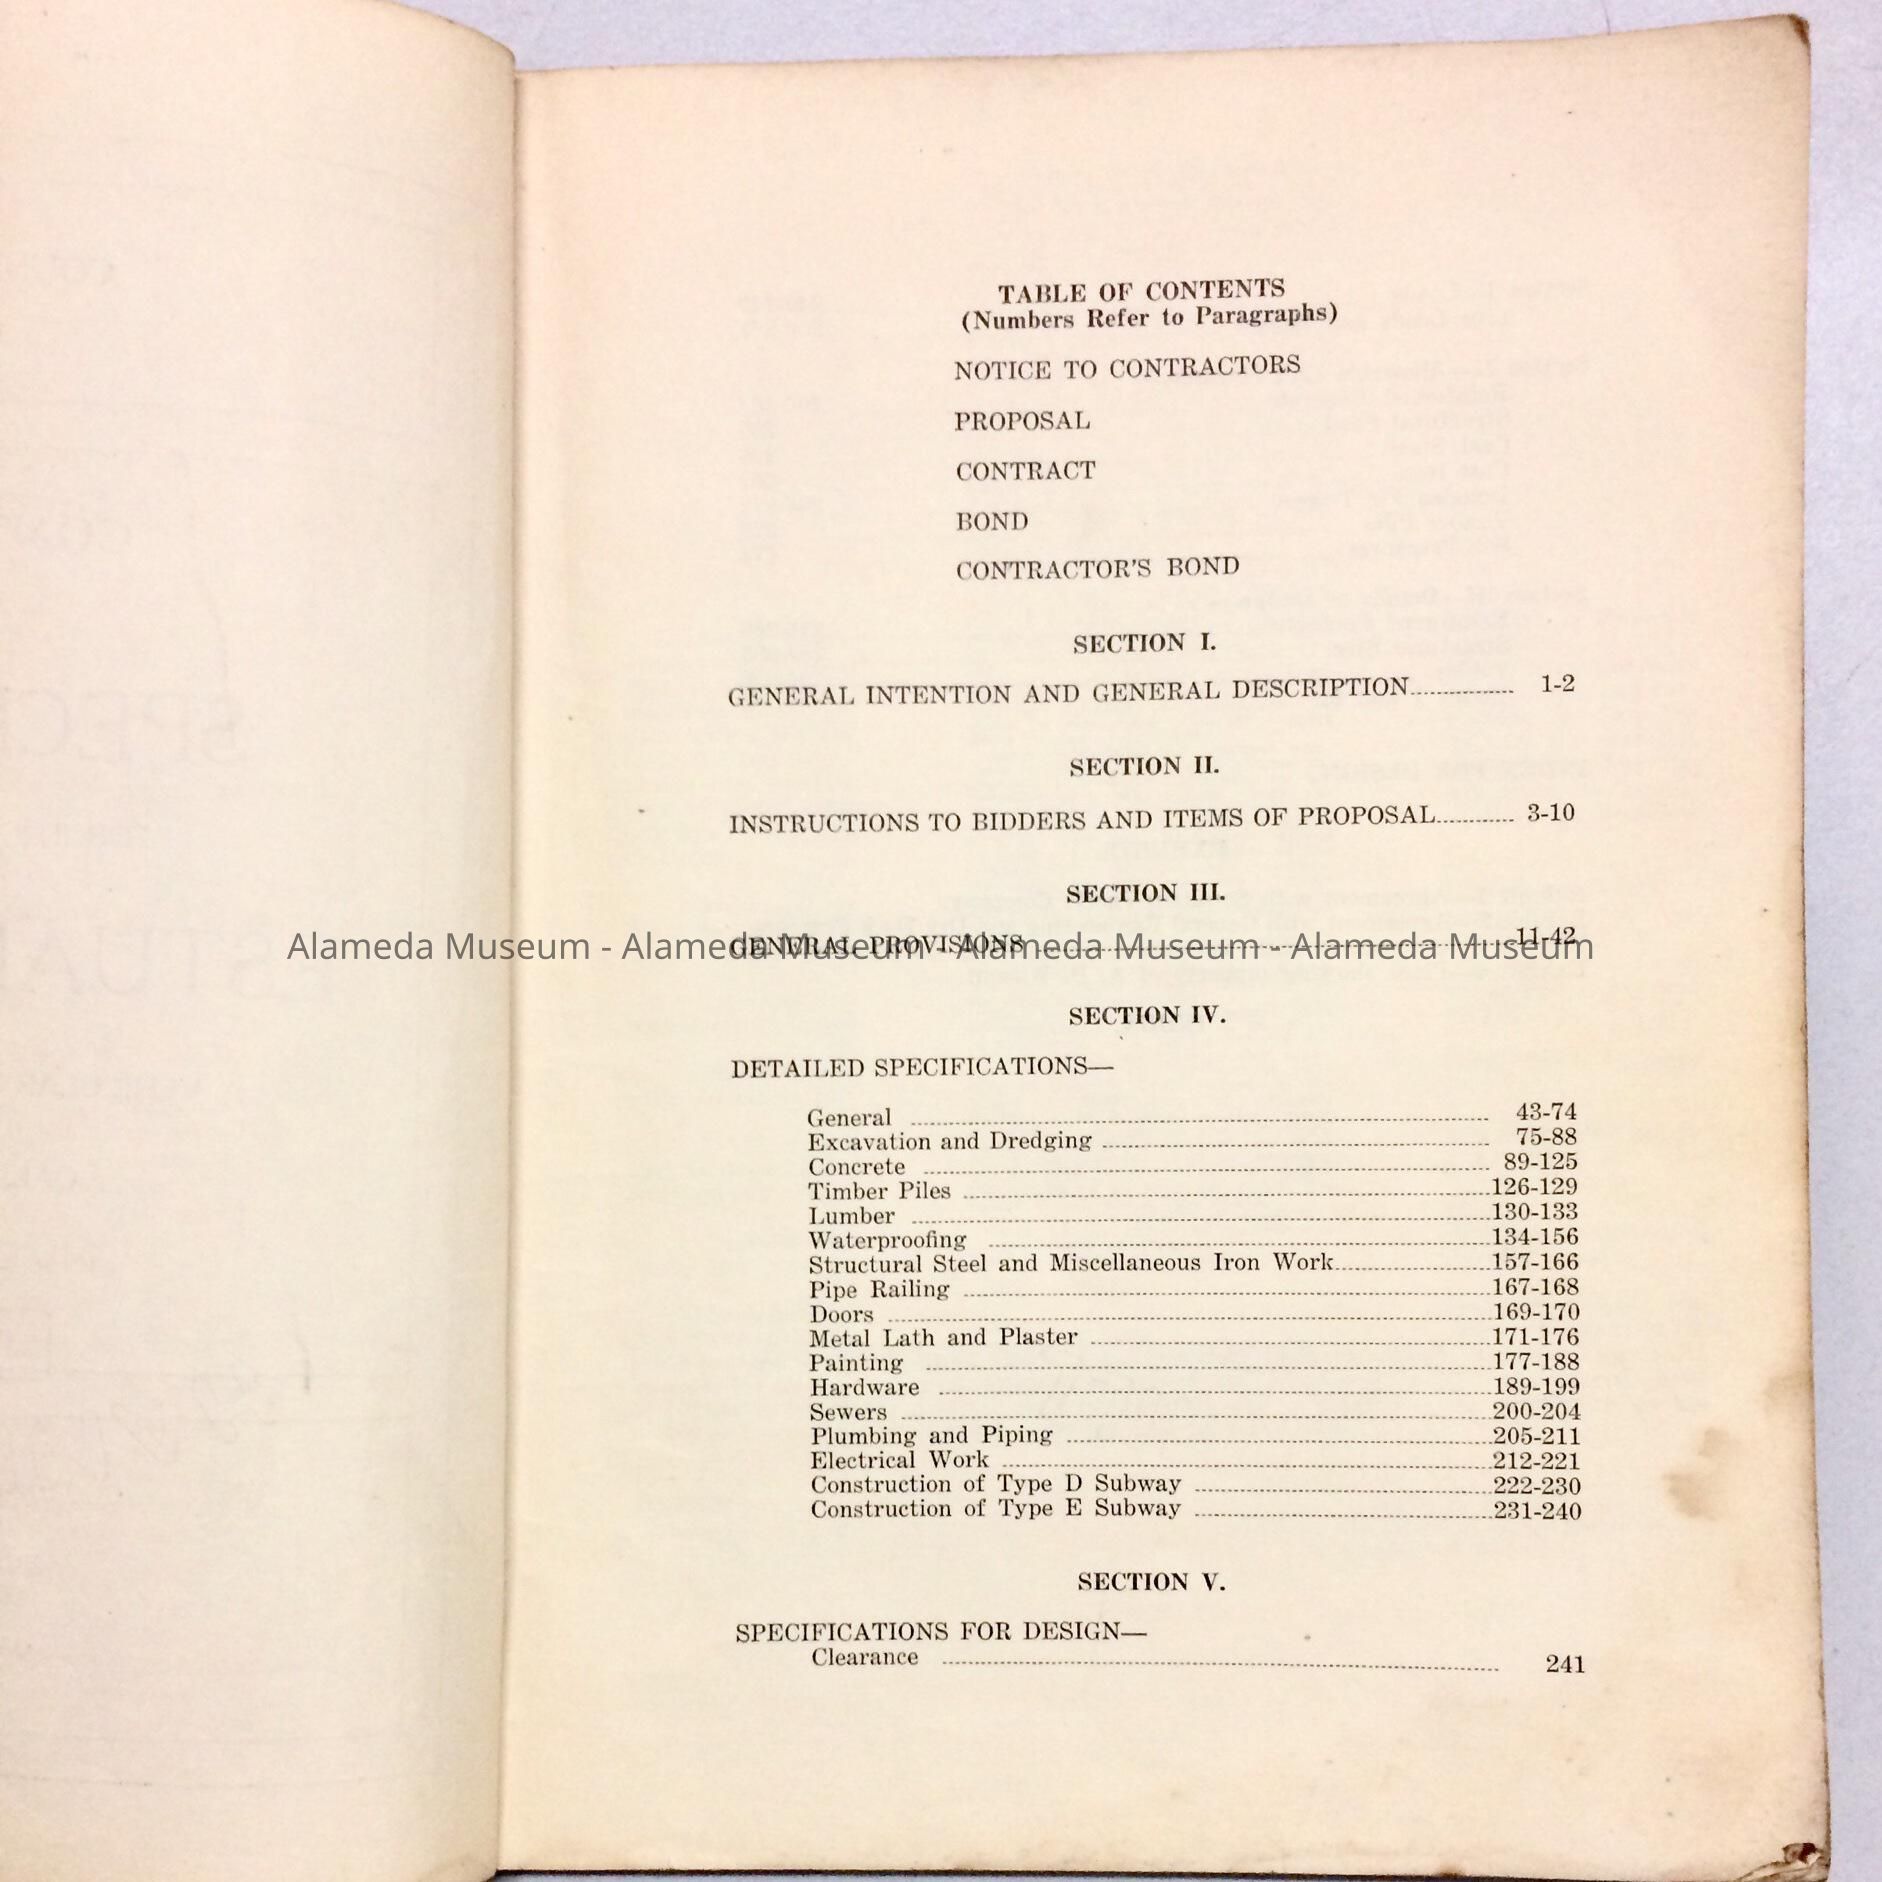 TABLE OF CONTENTS
(Numbers Refer to Paragraphs)
NOTICE TO CONTRACTORS
PROPOSAL
CONTRACT
BOND
CONTRACTOR'S BOND
SECTION I.
GENERAL INTENTION AND GENERAL DESCRIPTION 1-2
SECTION II.
INSTRUCTIONS TO BIDDERS AND ITEMS OF PROPOSAL 3-10
SECTION III.
GENERAL PROVISIONS 11-42
Alameda Museum - Alameda Museum - Alameda Museum - Alameda Museum
SECTION IV.
DETAILED SPECIFICATIONS—
General 43-74
Excavation and Dredging 75-88
Concrete 89-125
Timber Piles 126-129
Lumber 130-133
Waterproofing 134-156
Structural Steel and Miscellaneous Iron Work 157-166
Pipe Railing 167-168
Doors 169-170
Metal Lath and Plaster 171-176
Painting 177-188
Hardware 189-199
Sewers 200-204
Plumbing and Piping 205-211
Electrical Work 212-221
Construction of Type D Subway 222-230
Construction of Type E Subway 231-240
SECTION V.
SPECIFICATIONS FOR DESIGN—
Clearance 241